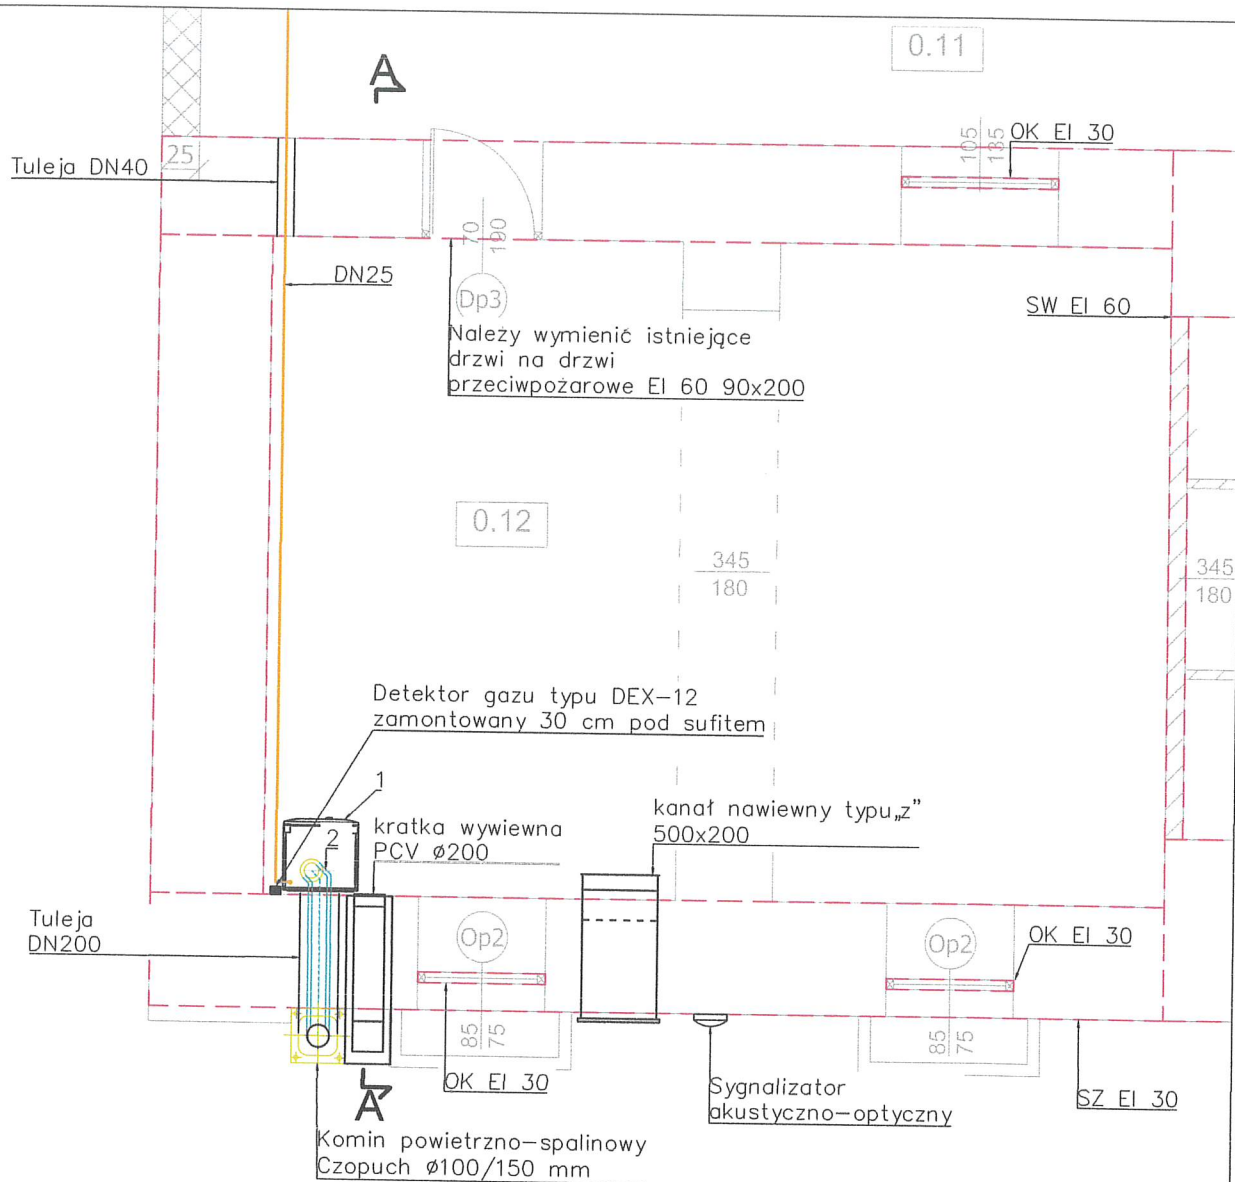 0.11
A
105
135
OK EI 30
25
Tuleja DN40
70
190
DN25
Dp3
SW EI 60
Należy wymienić istniejące
drzwi na drzwi
przeciwpożarowe EI 60 90x200
0.12
345
180
345
180
Detektor gazu typu DEX-12
zamontowany 30 cm pod sufitem
1
2
kratka wywiewna
PCV ø200
kanał nawiewny typu„z"
500x200
Tuleja
DN200
Op2
Op2
OK EI 30
85
75
85
75
OK EI 30
A
Sygnalizator
akustyczno-optyczny
SZ EI 30
Komin powietrzno-spalinowy
Czopuch ø100/150 mm